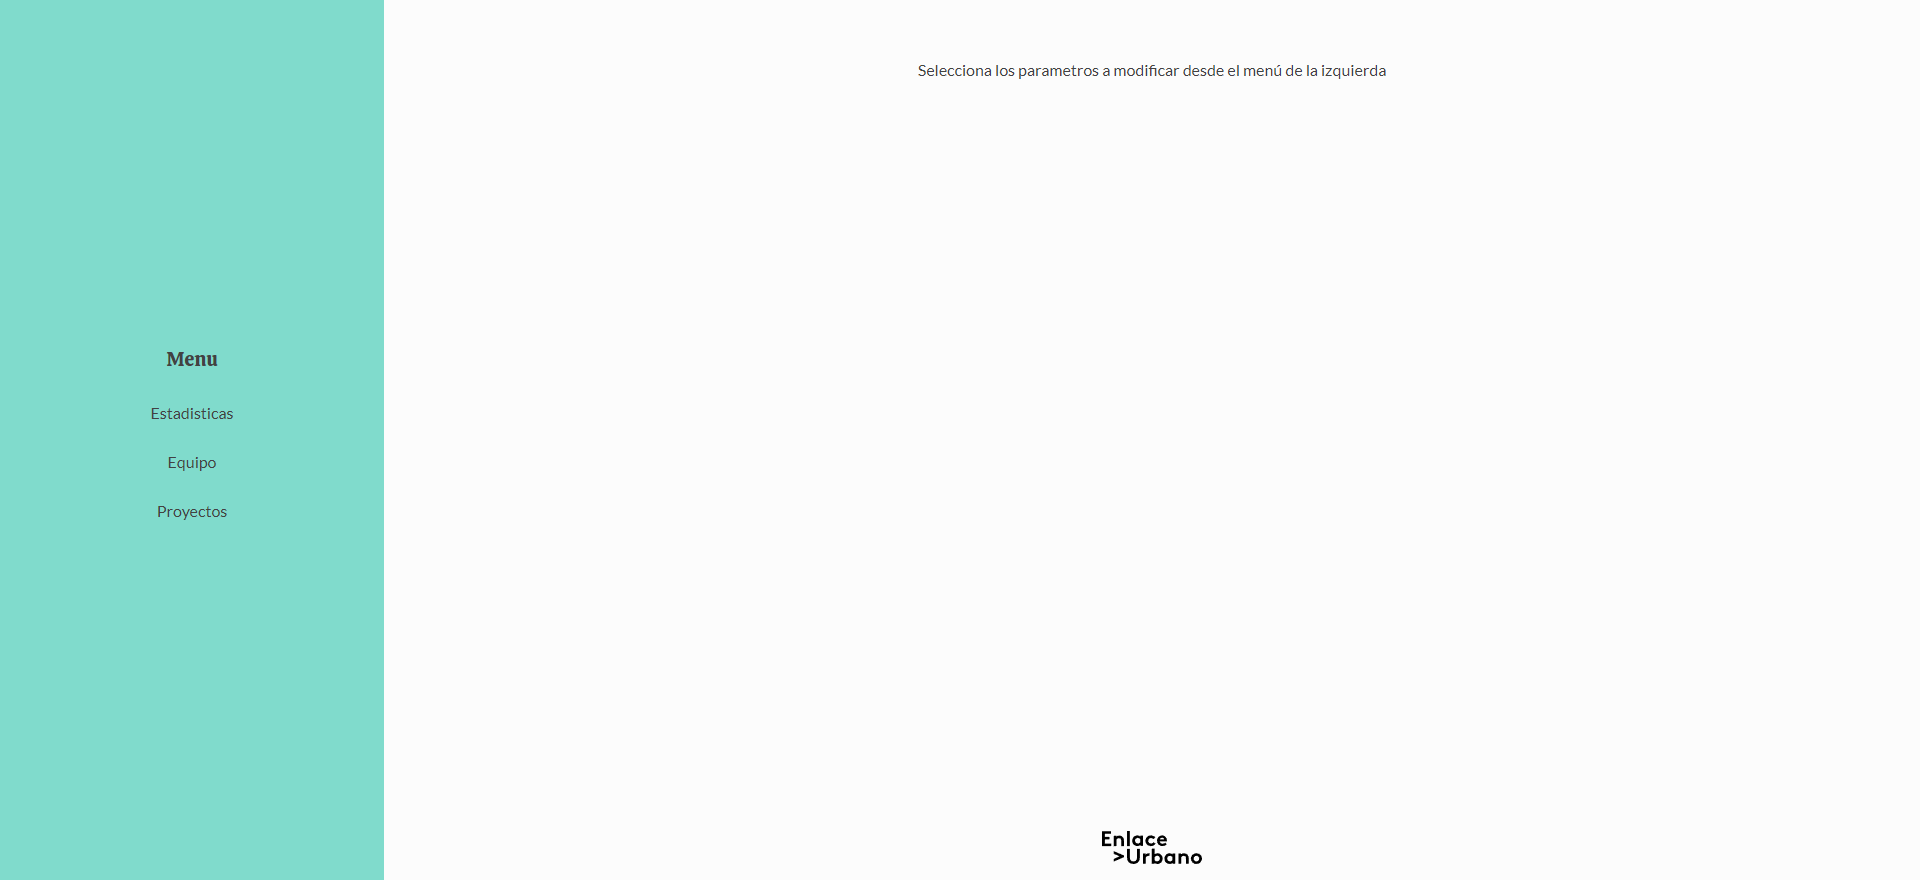 Selecciona los parametros a modificar desde el menú de la izquierda
Menu
Estadisticas
Equipo
Proyectos
Enlace
>Urbano